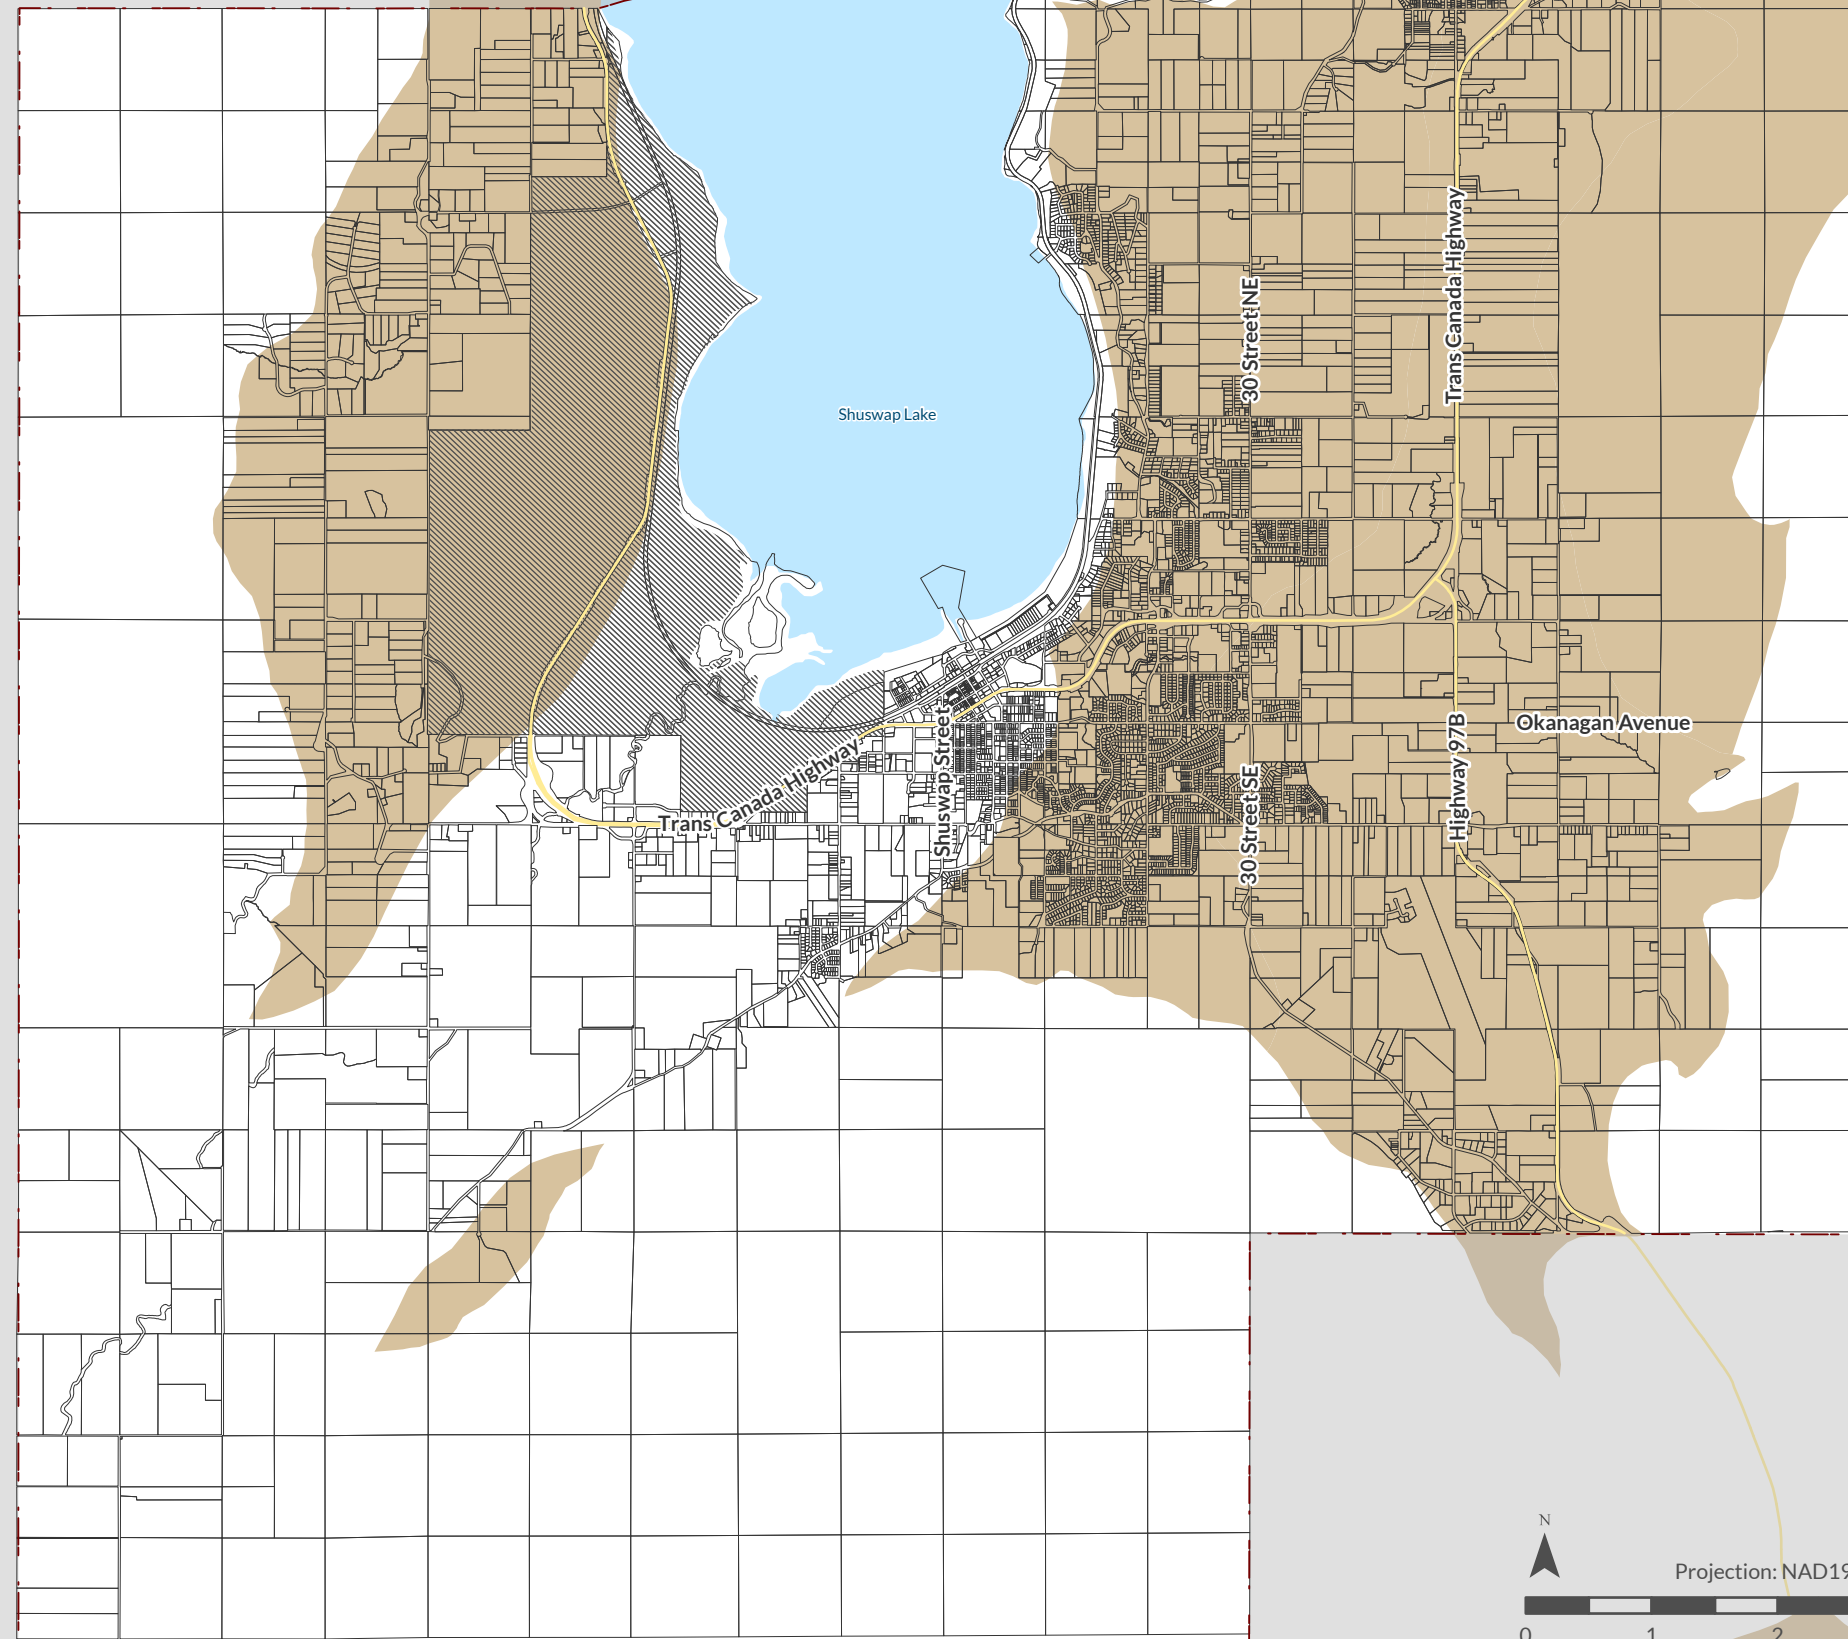 Trans Canada Highway
30 Street NE
Shuswap Lake
Shuswap Street
Highway 97B
Okanagan Avenue
Trans Canada Highway
30 Street SE
N
Projection: NAD19
0 1 2